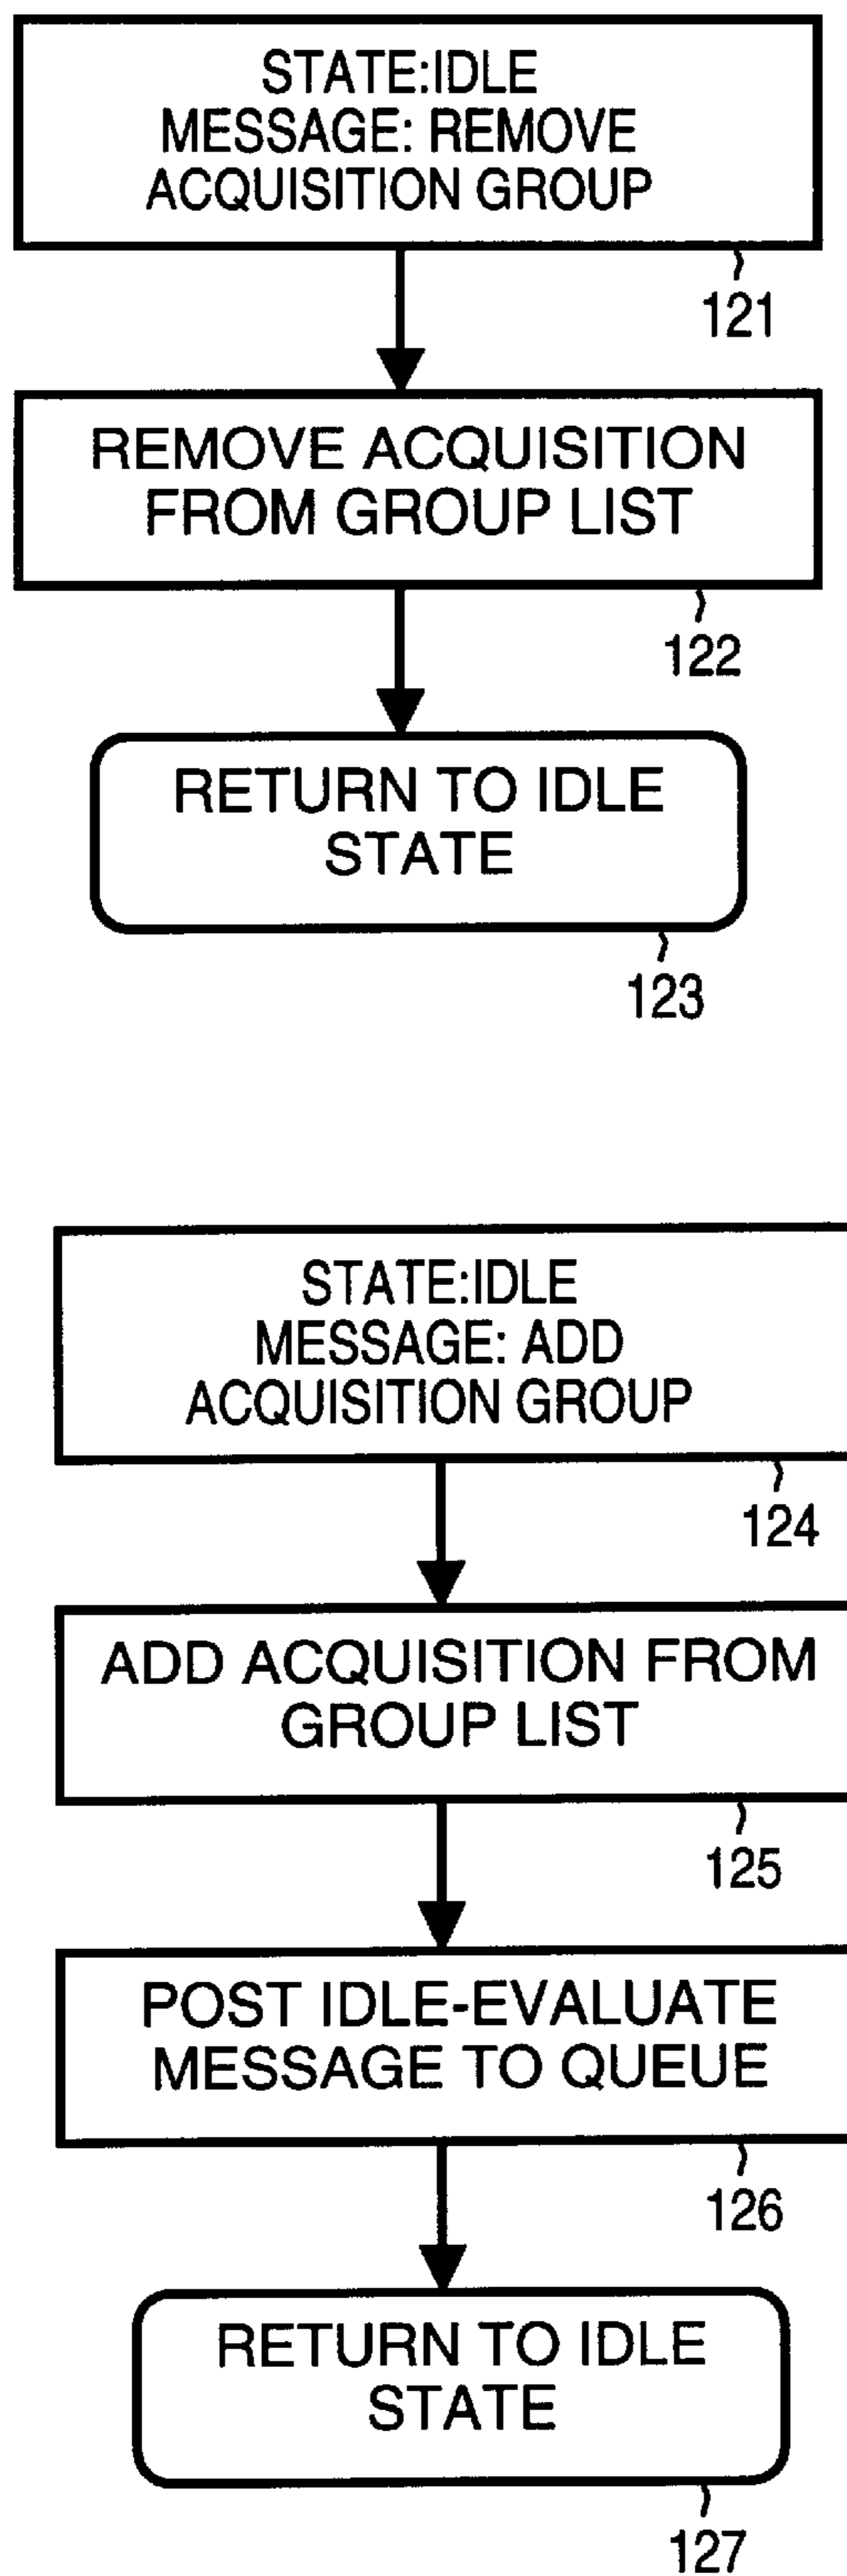 STATE:IDLE
MESSAGE: REMOVE
ACQUISITION GROUP
121
REMOVE ACQUISITION
FROM GROUP LIST
122
RETURN TO IDLE
STATE
123
STATE:IDLE
MESSAGE: ADD
ACQUISITION GROUP
124
ADD ACQUISITION FROM
GROUP LIST
125
POST IDLE-EVALUATE
MESSAGE TO QUEUE
126
RETURN TO IDLE
STATE
127